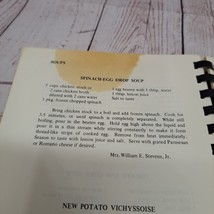 SOUPS
SPINACH-EGG DROP SOUP
3 cups chicken stock or
2 cans chicken broth
diluted with 2 cans water
1 pkg. frozen chopped spinach
1 egg beaten with 1 tbsp. water
1 tbsp. lemon juice
Salt to taste
Bring chicken stock to a boil and add frozen spinach. Cook for
3-5 minutes, or until spinach is completely separated. While still
boiling, pour in the beaten egg. Hold egg high above the liquid and
pour it in a thin stream while stirring constantly to make it form
thread-like strips of cooked egg. Remove from heat immediately.
Season to taste with lemon juice and salt. Serve with grated Parmesan
or Romano cheese if desired.
Mrs. William E. Stevens, Jr.
NEW POTATO VICHYSSOISE